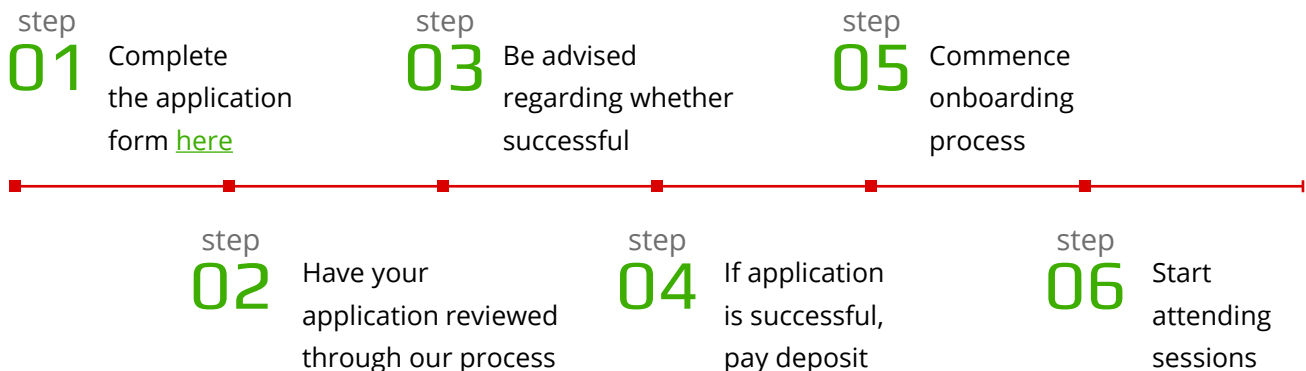 step
01
Complete
the application
form here
step
02
Have your
application reviewed
through our process
step
03
Be advised
regarding whether
successful
step
04
If application
is successful,
pay deposit
step
05
Commence
onboarding
process
step
06
Start
attending
sessions